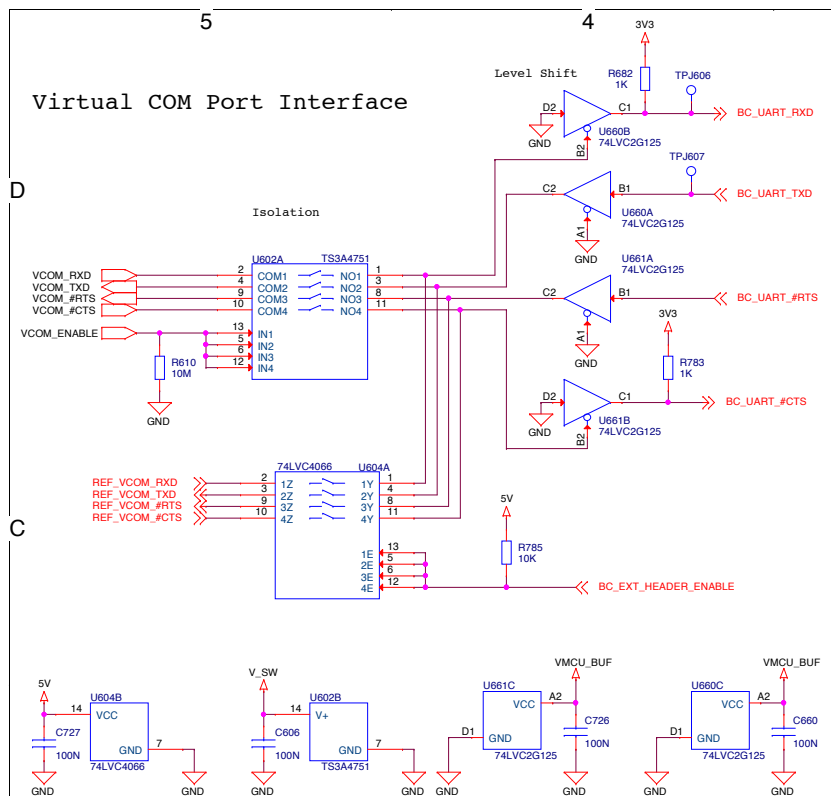 5
4
Virtual COM Port Interface
Level Shift
3V3
R682
1K
TPJ606
D2
C1
BC_UART_RXD
GND
B2
U660B
74LVC2G125
TPJ607
D
C2
B1
BC_UART_TXD
A1
U660A
74LVC2G125
GND
Isolation
U602A
TS3A4751
U661A
74LVC2G125
VCOM_RXD
2
COM1
NO1
1
VCOM_TXD
4
COM2
NO2
3
VCOM_#RTS
9
COM3
NO3
8
C2
B1
BC_UART_#RTS
VCOM_#CTS
10
COM4
NO4
11
A1
VCOM_ENABLE
13
IN1
5
IN2
6
IN3
12
IN4
GND
3V3
R610
10M
GND
R783
1K
D2
C1
BC_UART_#CTS
GND
B2
U661B
74LVC2G125
74LVC4066
U604A
REF_VCOM_RXD
2
1Z
1Y
1
REF_VCOM_TXD
3
2Z
2Y
4
REF_VCOM_#RTS
9
3Z
3Y
8
REF_VCOM_#CTS
10
4Z
4Y
11
5V
C
R785
10K
1E
13
2E
5
3E
6
4E
12
BC_EXT_HEADER_ENABLE
5V
U604B
14
VCC
C727
100N
GND
7
74LVC4066
GND
GND
V_SW
U602B
14
V+
C606
100N
GND
7
TS3A4751
GND
GND
VMCU_BUF
U661C
A2
VCC
D1
GND
C726
100N
74LVC2G125
GND
GND
VMCU_BUF
U660C
A2
VCC
D1
GND
C660
100N
74LVC2G125
GND
GND